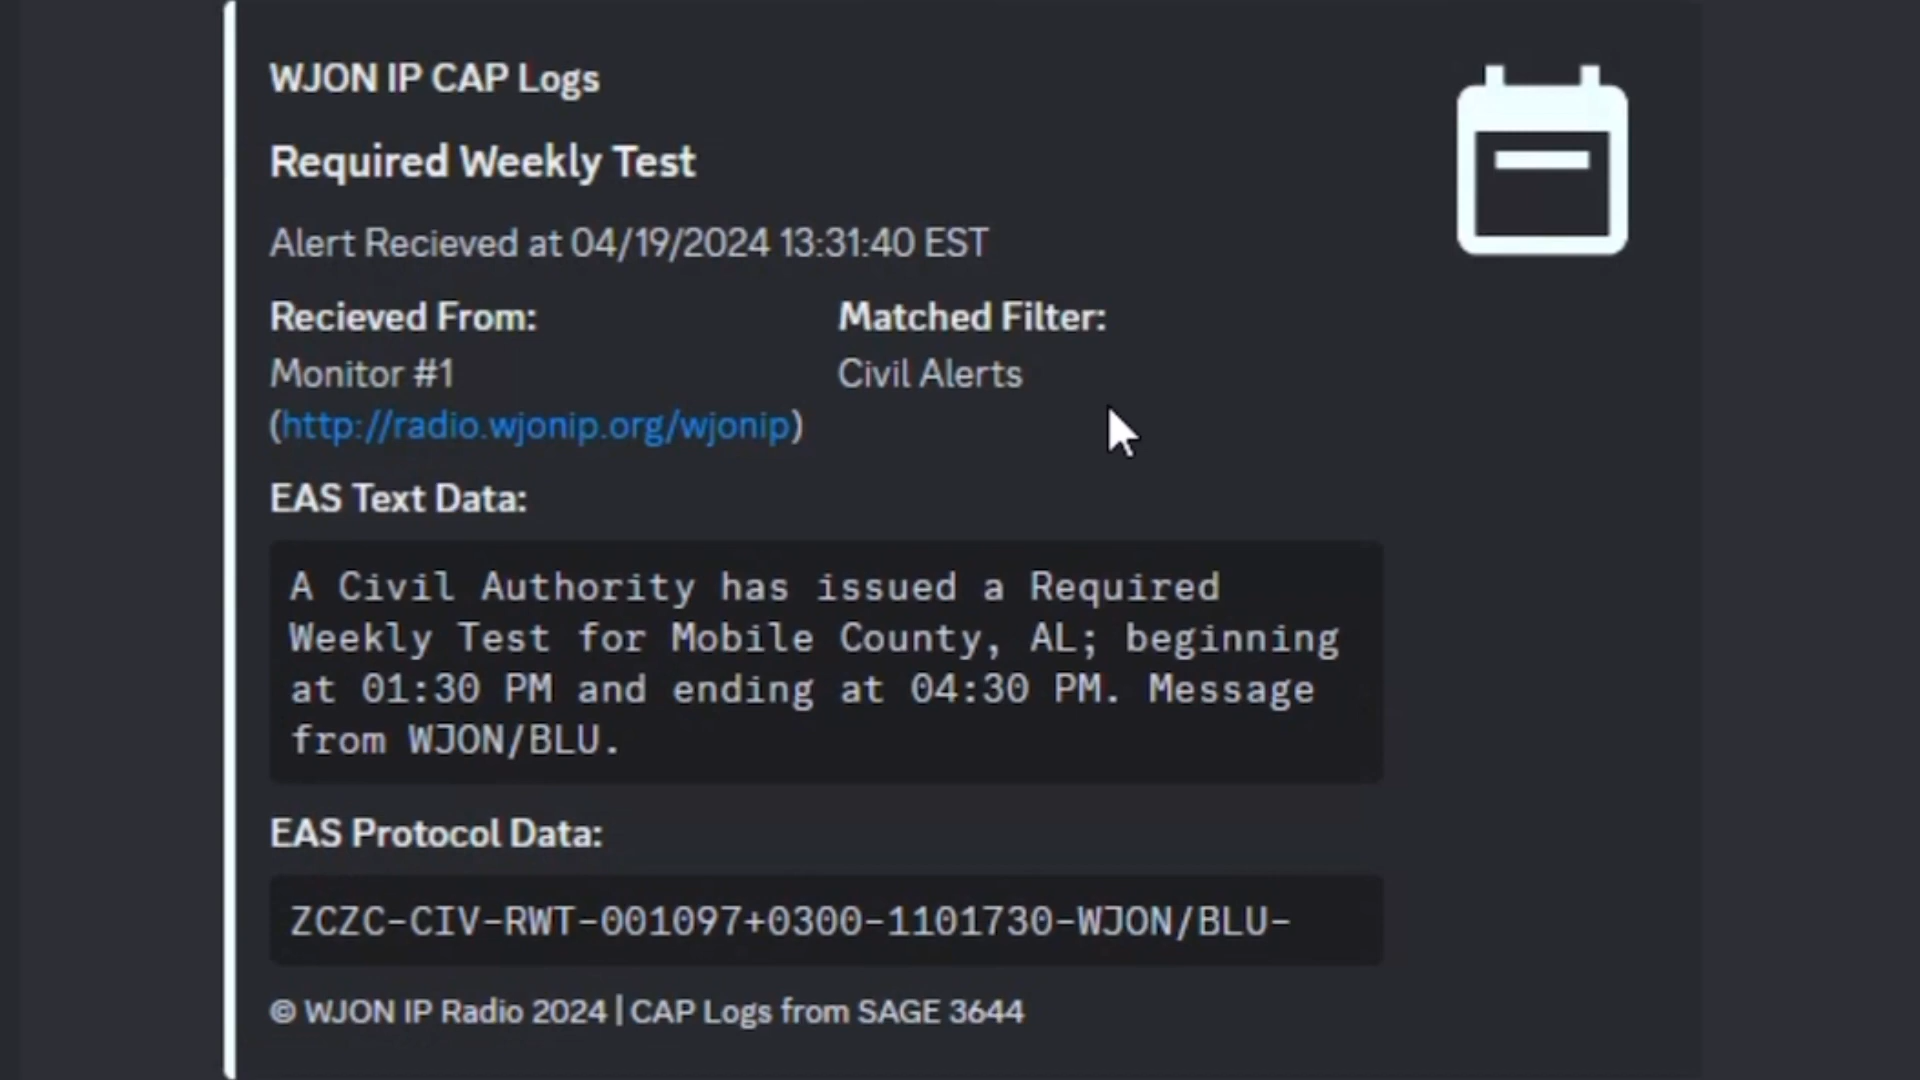 WJON IP CAP Logs
Required Weekly Test
Alert Recieved at 04/19/2024 13:31:40 EST
Recieved From:
Monitor #1
(http://radio.wjonip.org/wjonip)
Matched Filter:
Civil Alerts
EAS Text Data:
A Civil Authority has issued a Required
Weekly Test for Mobile County, AL; beginning
at 01:30 PM and ending at 04:30 PM. Message
from WJON/BLU.
EAS Protocol Data:
ZCZC-CIV-RWT-001097+0300-1101730-WJON/BLU-
© WJON IP Radio 2024 | CAP Logs from SAGE 3644